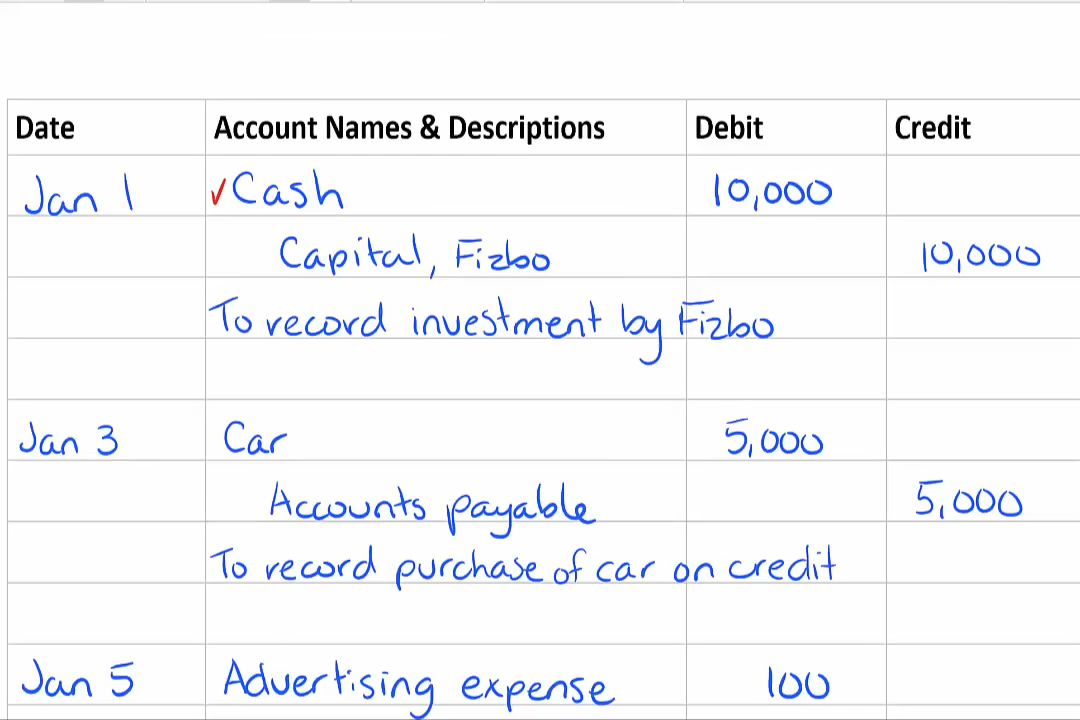 Date Account Names & Descriptions Debit Credit
Jan 1 ✓Cash 10,000
Capital, Fizbo 10,000
To record investment by Fizbo
Jan 3 Car 5,000
Accounts payable 5,000
To record purchase of car on credit
Jan 5 Advertising expense 100